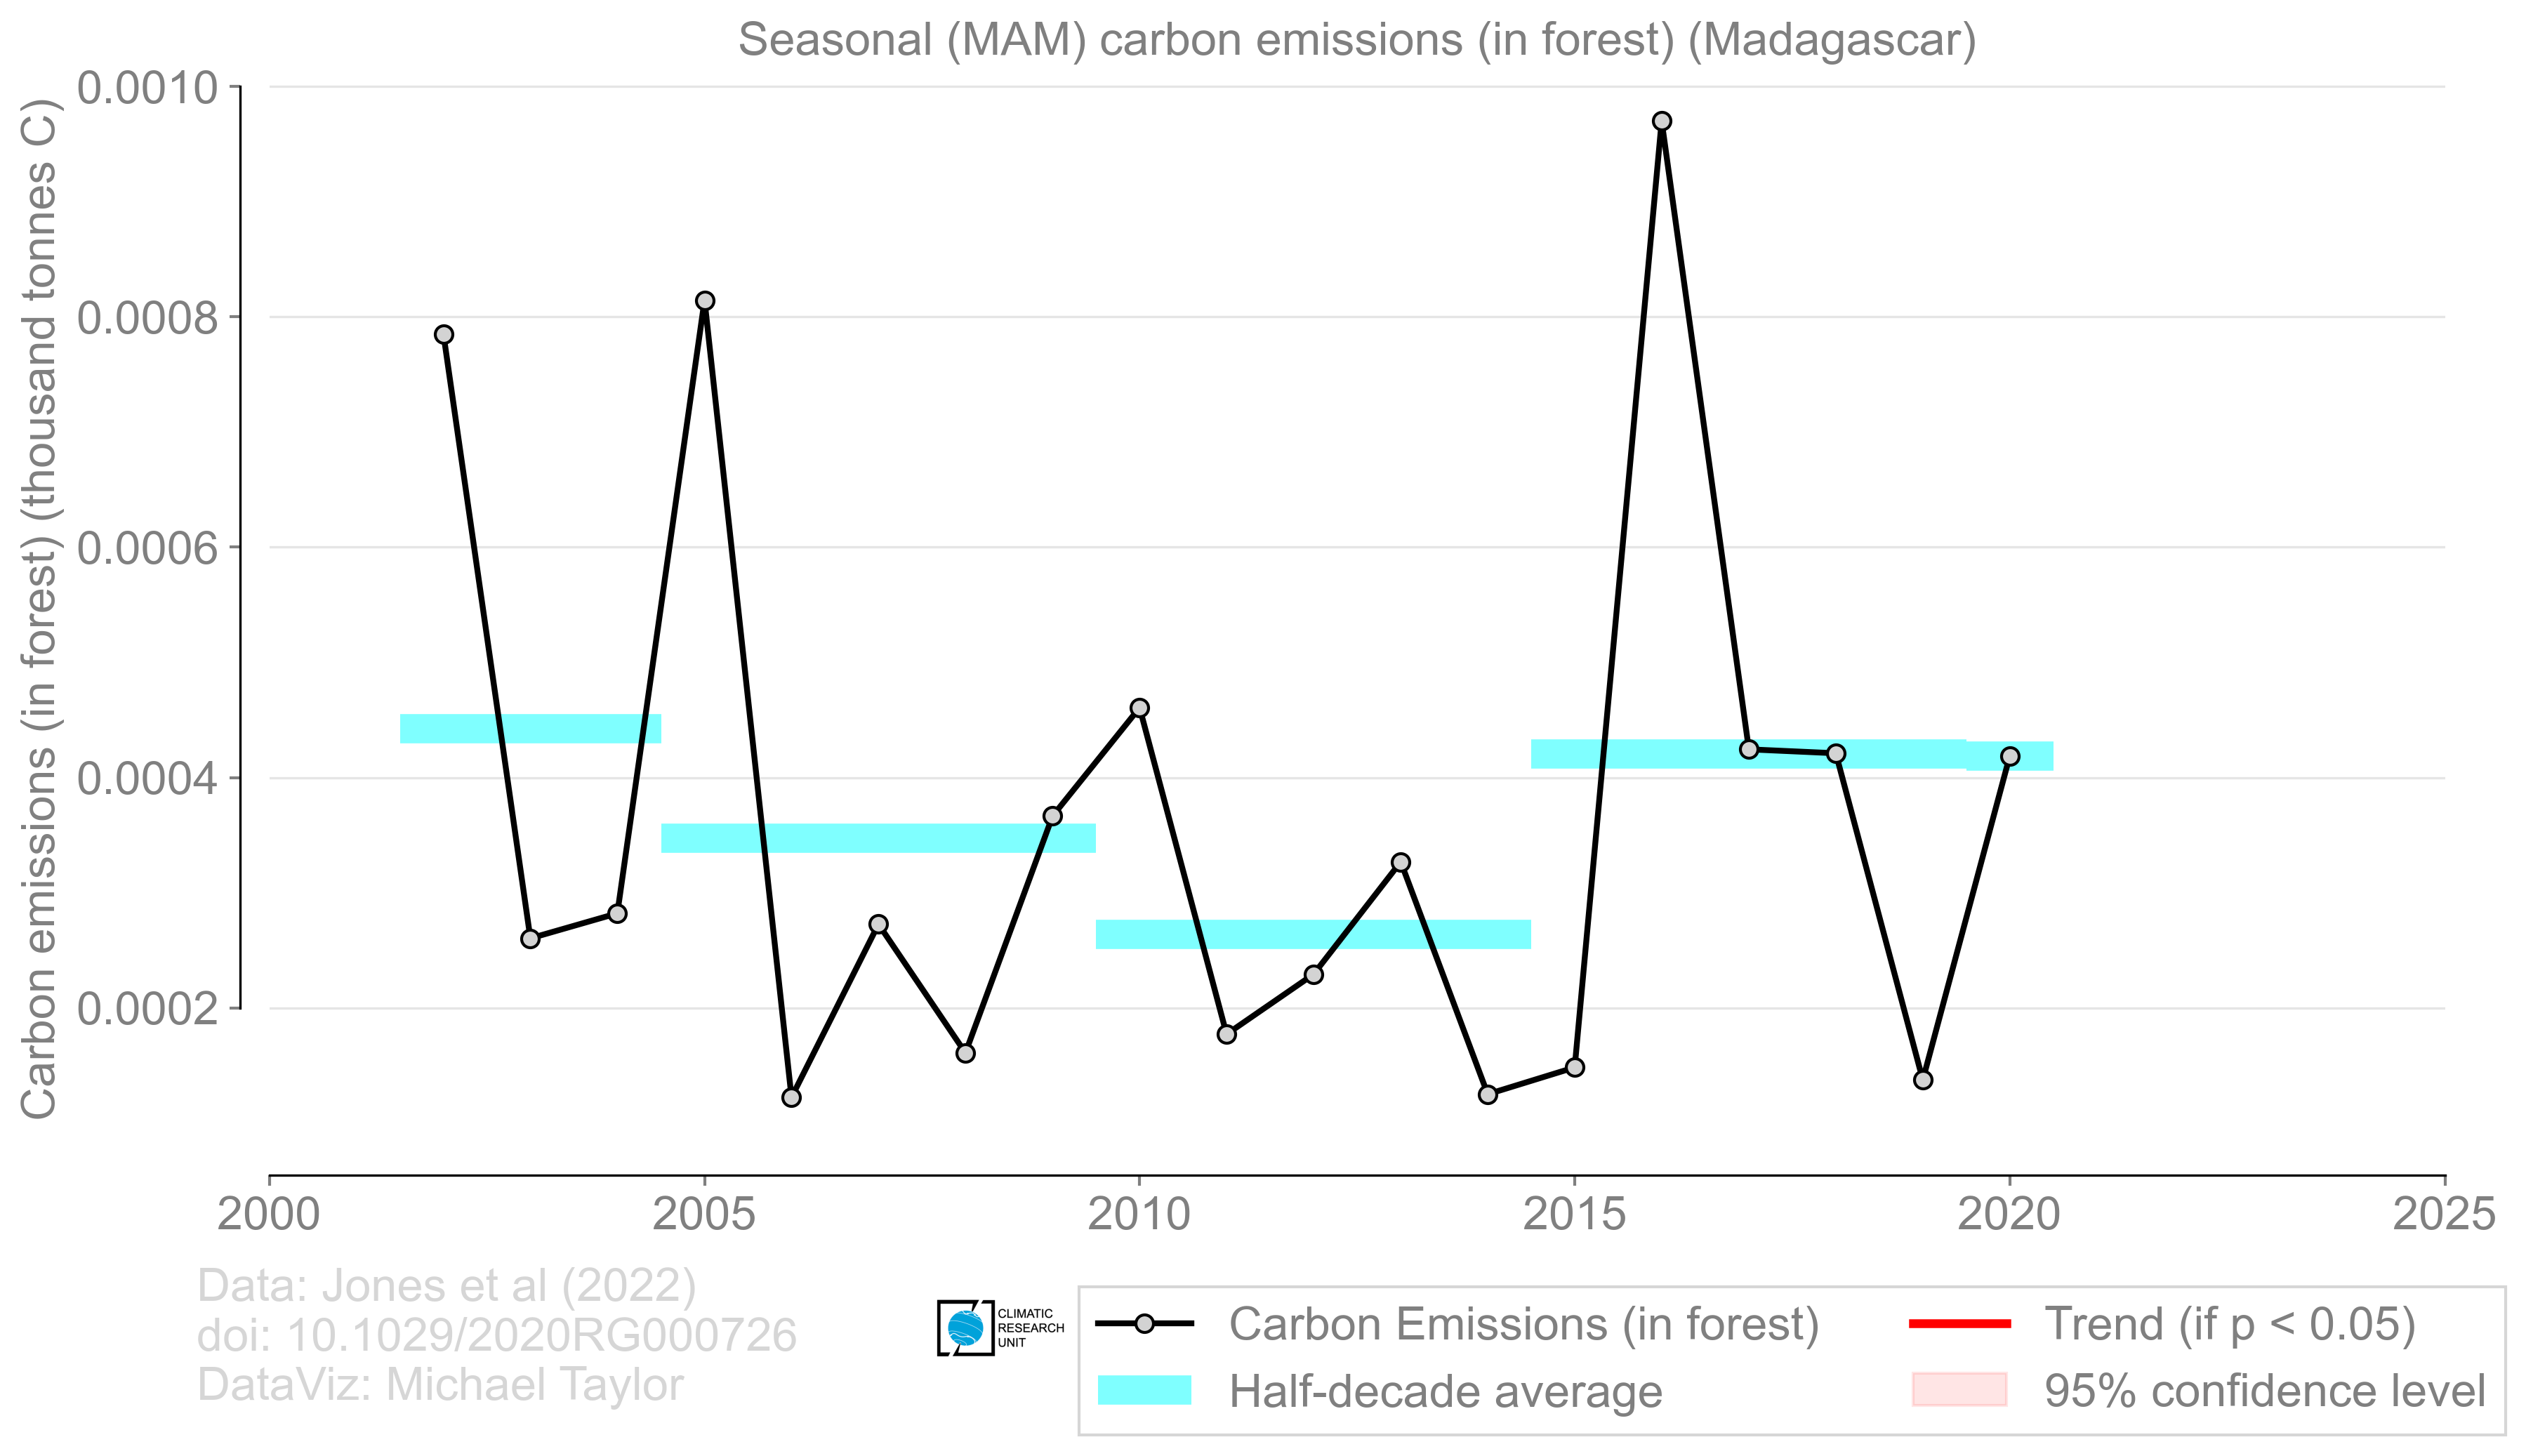 Seasonal (MAM) carbon emissions (in forest) (Madagascar)
Carbon emissions (in forest) (thousand tonnes C)
0.0010
0.0008
0.0006
0.0004
0.0002
2000 2005 2010 2015 2020 2025
Data: Jones et al (2022)
doi: 10.1029/2020RG000726
DataViz: Michael Taylor
CLIMATIC
RESEARCH
UNIT
Carbon Emissions (in forest)
Half-decade average
Trend (if p < 0.05)
95% confidence level